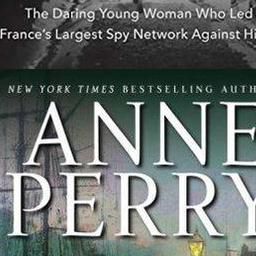 The Daring Young Woman Who Led
France's Largest Spy Network Against
NEW YORK TIMES BESTSELLING
ANNE
PERRY